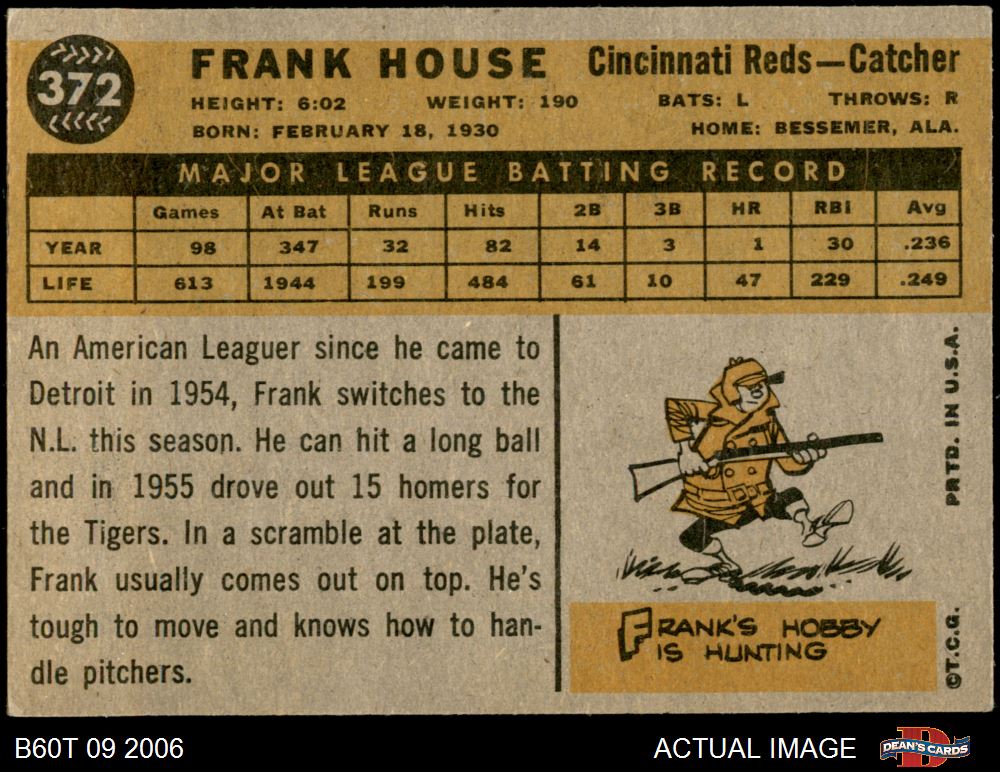 372
FRANK HOUSE Cincinnati Reds—Catcher
HEIGHT: 6:02 WEIGHT: 190 BATS: L THROWS: R
BORN: FEBRUARY 18, 1930 HOME: BESSEMER, ALA.
MAJOR LEAGUE BATTING RECORD
Games At Bat Runs Hits 2B 3B HR RBI Avg
YEAR 98 347 32 82 14 3 1 30 .236
LIFE 613 1944 199 484 61 10 47 229 .249
An American Leaguer since he came to
Detroit in 1954, Frank switches to the
N.L. this season. He can hit a long ball
and in 1955 drove out 15 homers for
the Tigers. In a scramble at the plate,
Frank usually comes out on top. He's
tough to move and knows how to han-
dle pitchers.
FRANK'S HOBBY
IS HUNTING
©T.C.G. PRTD. IN U.S.A.
B60T 09 2006 ACTUAL IMAGE DEAN'S CARDS